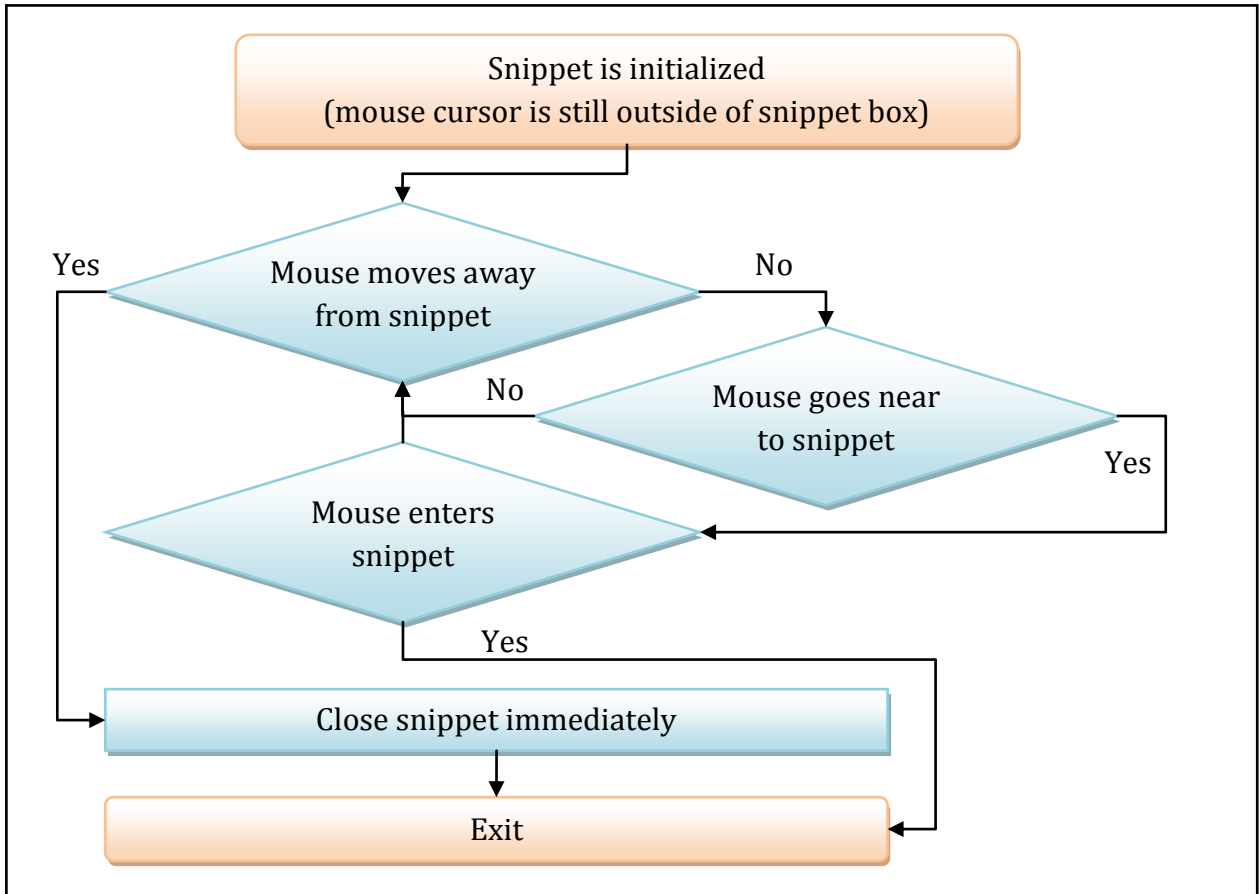 Snippet is initialized
(mouse cursor is still outside of snippet box)
Yes
Mouse moves away
from snippet
No
No
Mouse goes near
to snippet
Yes
Mouse enters
snippet
Yes
Close snippet immediately
Exit